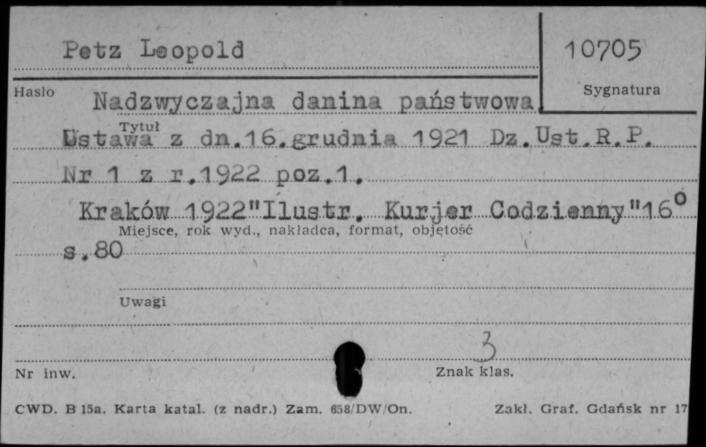 Petz Leopold
10705
Hasło
Sygnatura
Nadzwyczajna danina państwowa
Tytuł
Ustawa z dn.16.grudnia 1921 Dz.Ust.R.P.
Nr 1 z r.1922 poz.1.
Kraków 1922"Ilustr. Kurjer Codzienny"16°
Miejsce, rok wyd., nakładca, format, objętość
s.80
Uwagi
3
Nr inw.
Znak klas.
CWD. B 15a. Karta katal. (z nadr.) Zam. 658/DW/On.
Zakł. Graf. Gdańsk nr 17